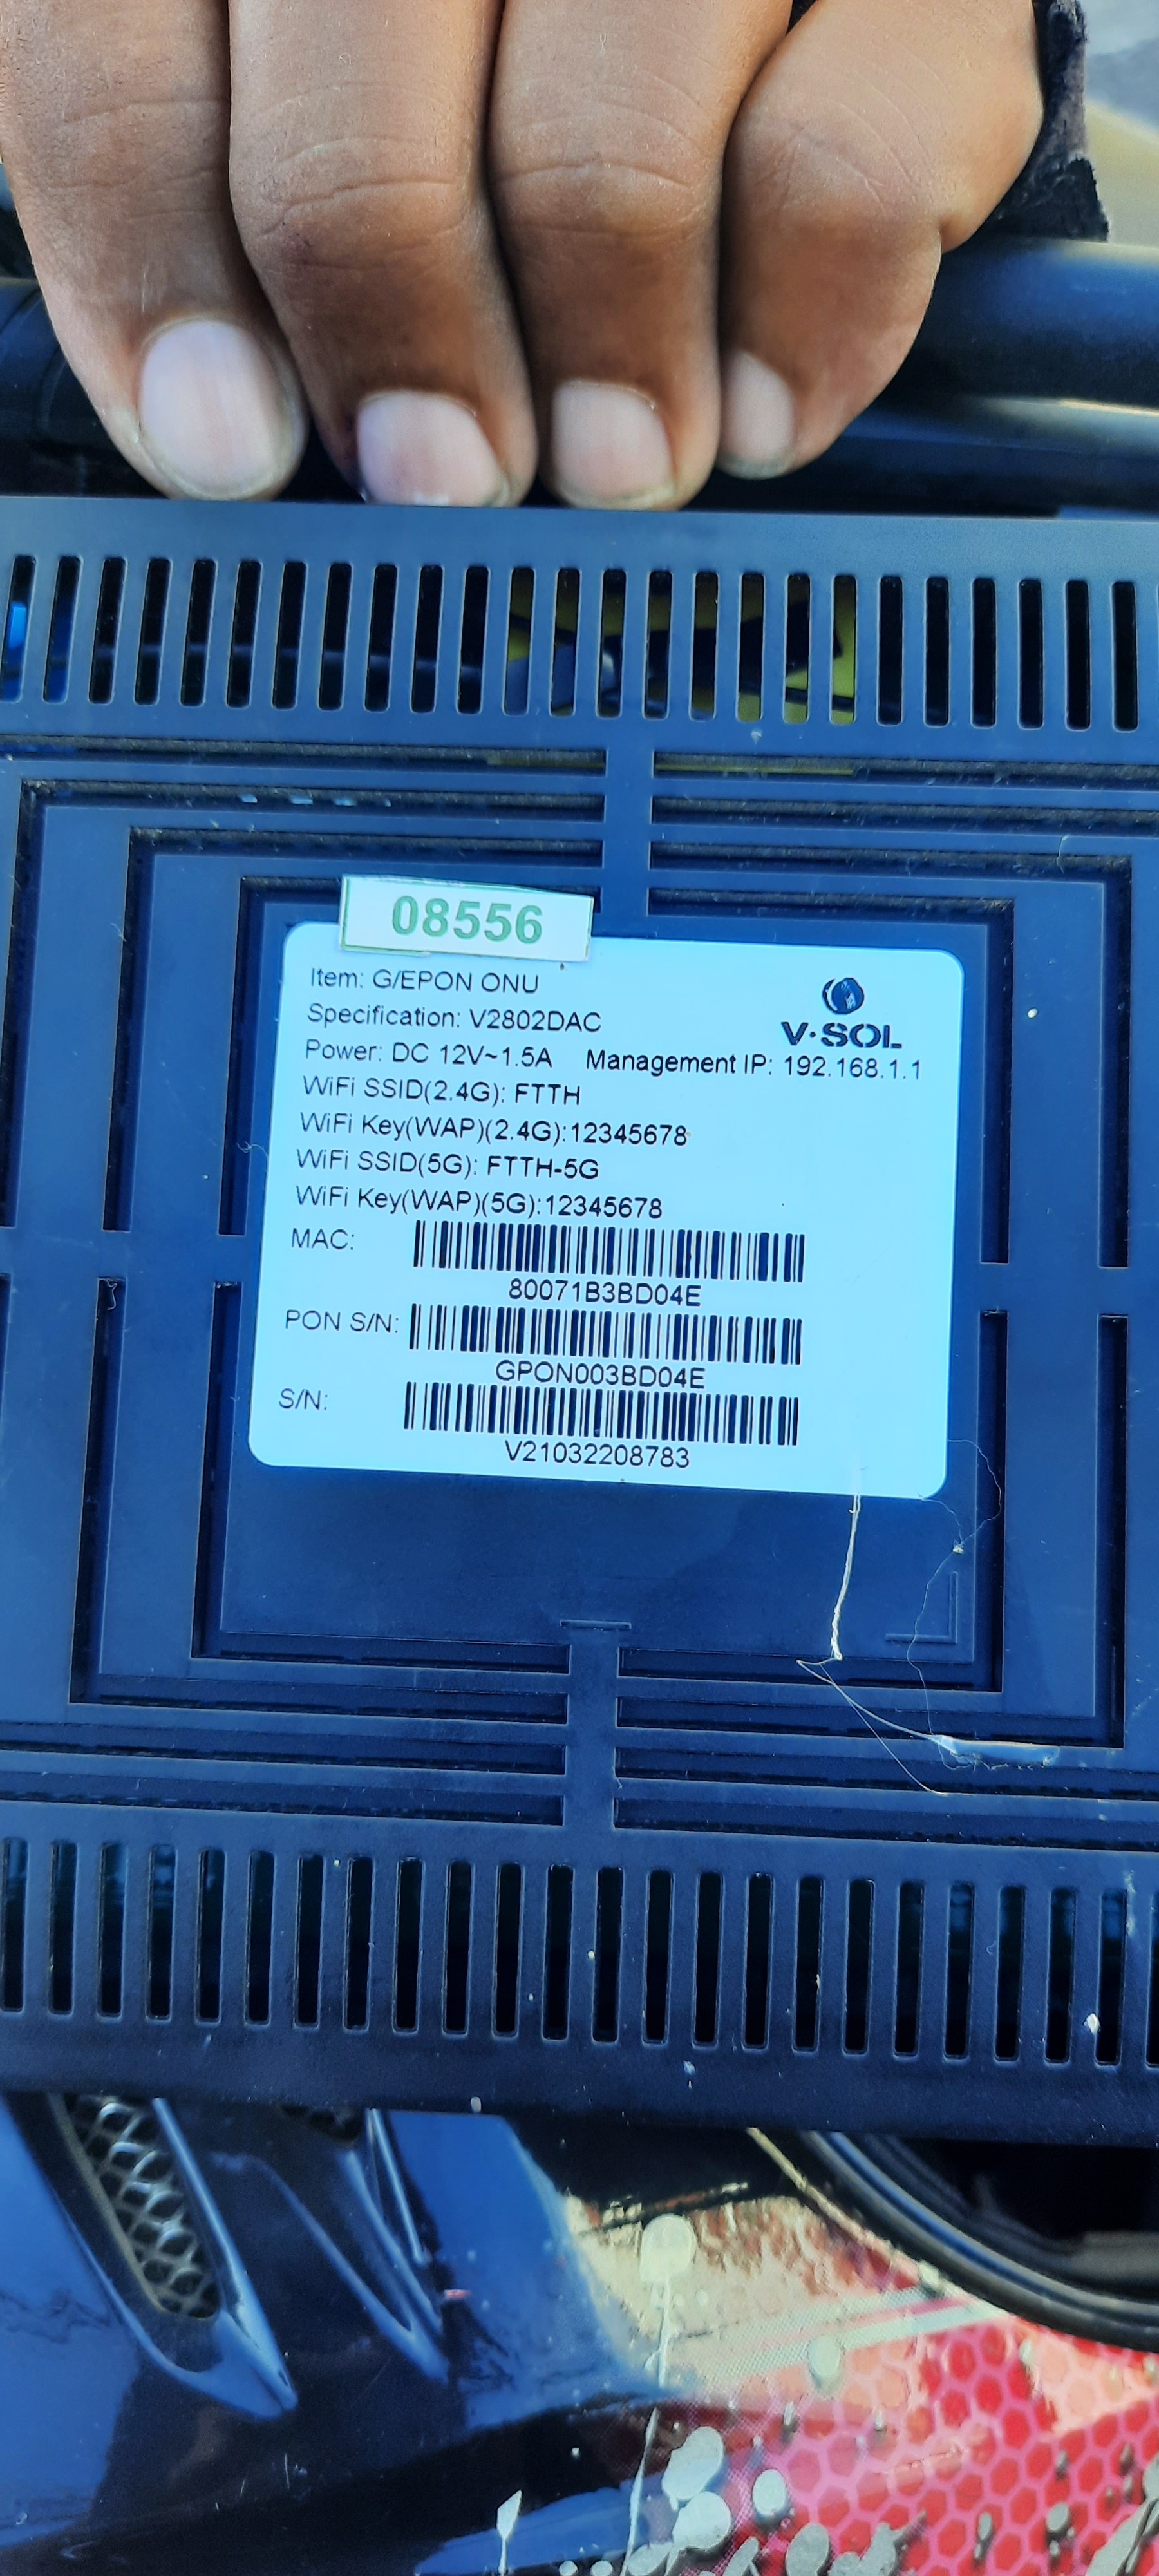 08556
Item: G/EPON ONU
V·SOL
Specification: V2802DAC
Power: DC 12V~1.5A Management IP: 192.168.1.1
WiFi SSID(2.4G): FTTH
WiFi Key(WAP)(2.4G):12345678
WiFi SSID(5G): FTTH-5G
WiFi Key(WAP)(5G):12345678
MAC:
80071B3BD04E
PON S/N:
GPON003BD04E
S/N:
V21032208783